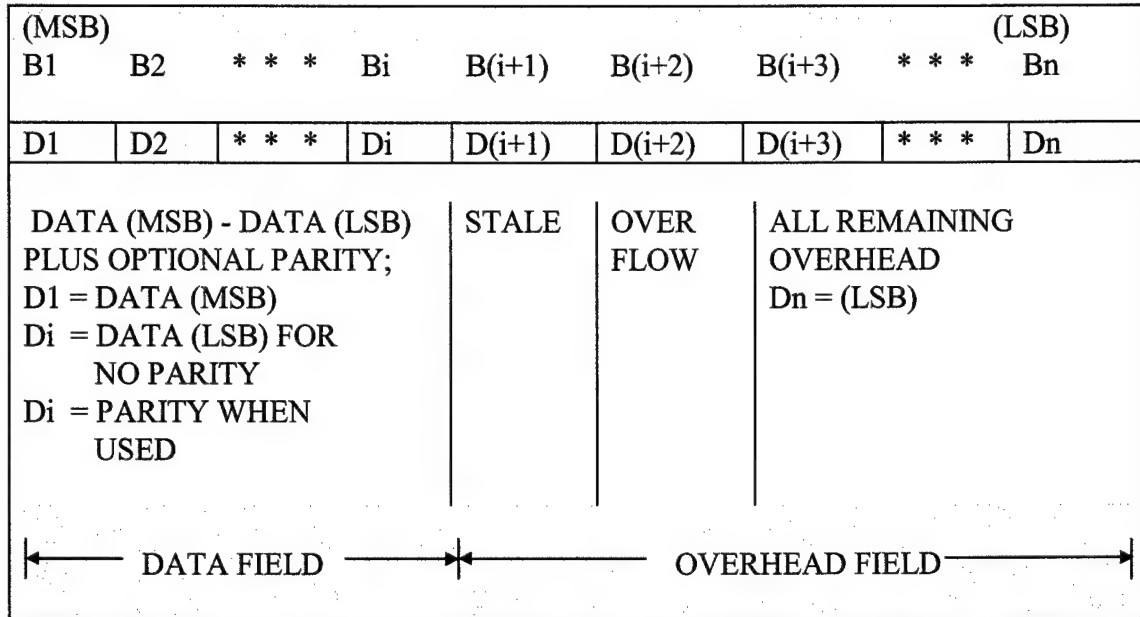 (MSB) (LSB)
B1 B2 * * * Bi B(i+1) B(i+2) B(i+3) * * * Bn
D1 D2 * * * Di D(i+1) D(i+2) D(i+3) * * * Dn
DATA (MSB) - DATA (LSB) STALE OVER ALL REMAINING
PLUS OPTIONAL PARITY; FLOW OVERHEAD
D1 = DATA (MSB) Dn = (LSB)
Di = DATA (LSB) FOR
NO PARITY
Di = PARITY WHEN
USED
DATA FIELD OVERHEAD FIELD